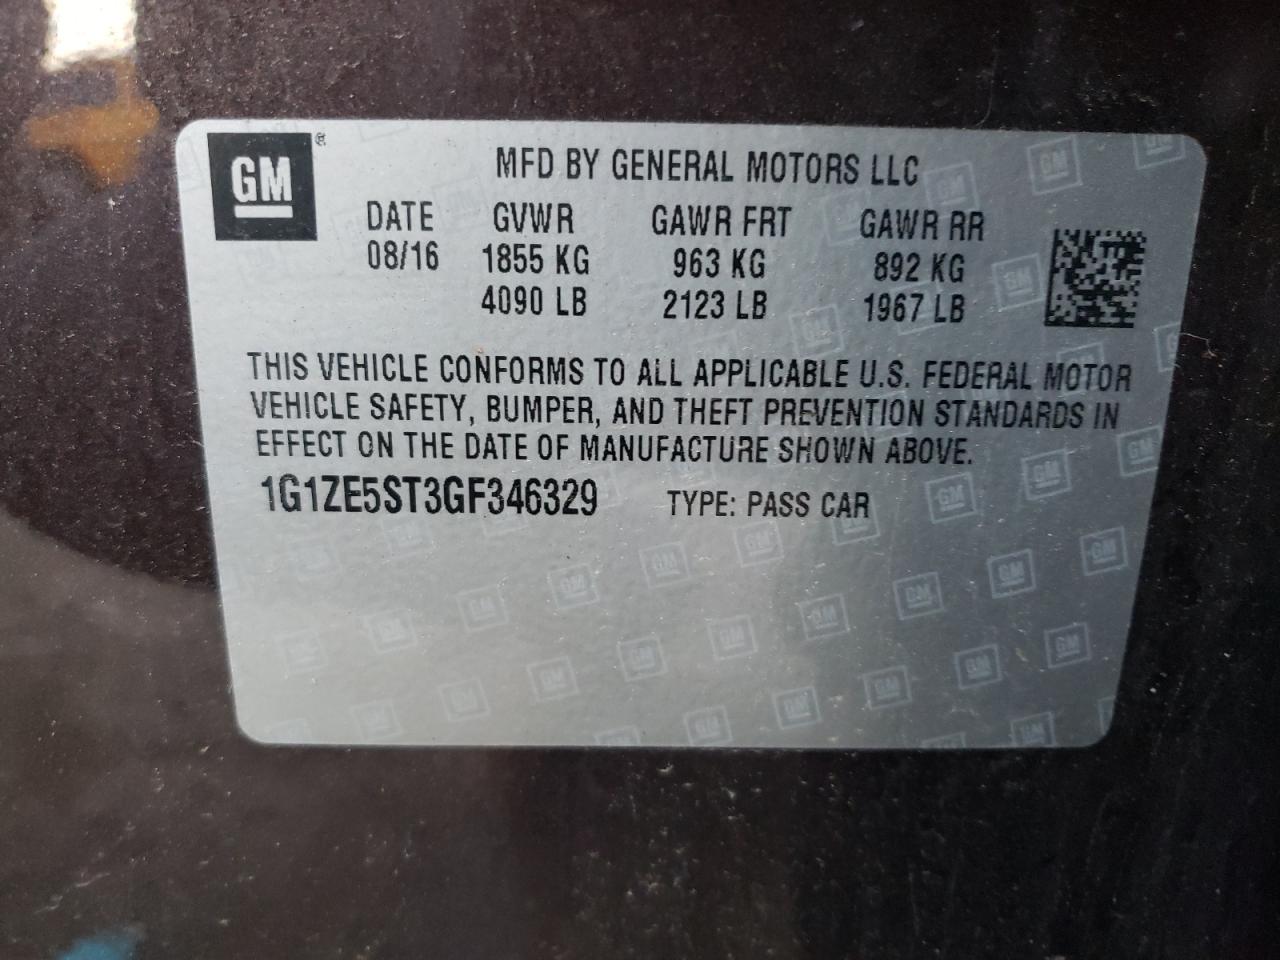 GM ®
MFD BY GENERAL MOTORS LLC
DATE GVWR GAWR FRT GAWR RR
08/16 1855 KG 963 KG 892 KG
4090 LB 2123 LB 1967 LB
THIS VEHICLE CONFORMS TO ALL APPLICABLE U.S. FEDERAL MOTOR
VEHICLE SAFETY, BUMPER, AND THEFT PREVENTION STANDARDS IN
EFFECT ON THE DATE OF MANUFACTURE SHOWN ABOVE.
1G1ZE5ST3GF346329 TYPE: PASS CAR